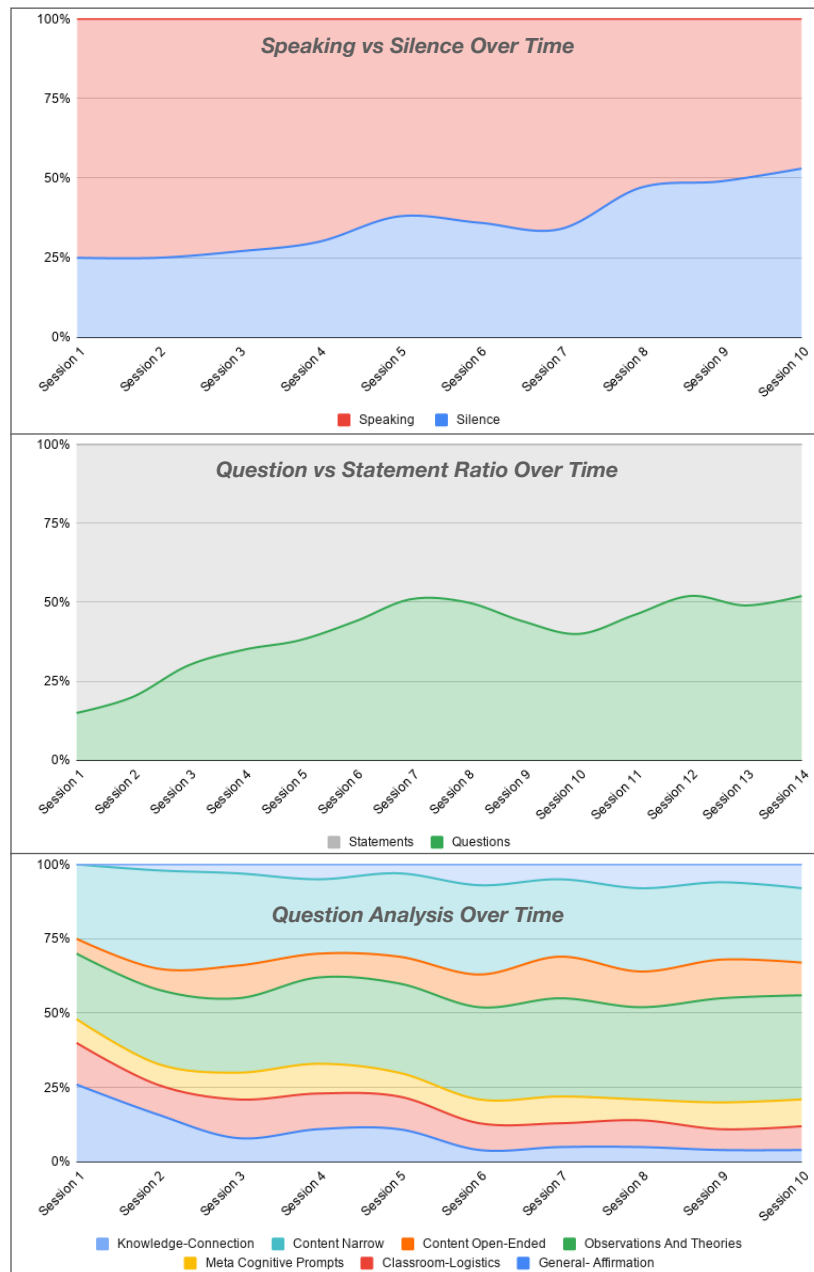 Speaking vs Silence Over Time
100%
75%
50%
25%
0%
Session 1
Session 2
Session 3
Session 4
Session 5
Session 6
Session 7
Session 8
Session 9
Session 10
Speaking Silence
Question vs Statement Ratio Over Time
100%
75%
50%
25%
0%
Session 1
Session 2
Session 3
Session 4
Session 5
Session 6
Session 7
Session 8
Session 9
Session 10
Session 11
Session 12
Session 13
Session 14
Statements Questions
Question Analysis Over Time
100%
75%
50%
25%
0%
Session 1
Session 2
Session 3
Session 4
Session 5
Session 6
Session 7
Session 8
Session 9
Session 10
Knowledge-Connection Content Narrow Content Open-Ended Observations And Theories
Meta Cognitive Prompts Classroom-Logistics General- Affirmation